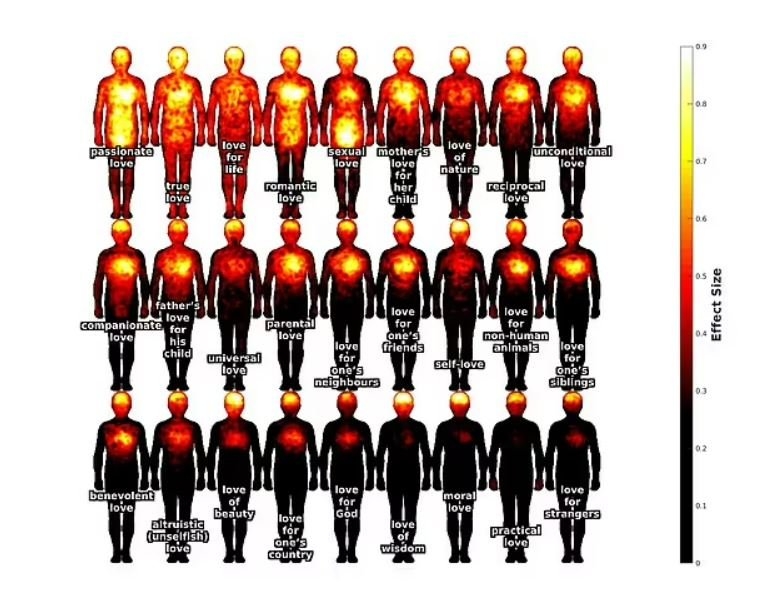 0.9
0.8
0.7
0.6
0.5
0.4
0.3
0.2
0.1
0
Effect Size
passionate
love
true
love
love
for
life
romantic
love
sexual
love
mother's
love
for
her
child
love
of
nature
reciprocal
love
unconditional
love
companionate
love
father's
love
for
his
child
universal
love
parental
love
love
for
one's
neighbours
love
for
one's
friends
self-love
love
for
non-human
animals
love
for
one's
siblings
benevolent
love
altruistic
(unselfish)
love
love
of
beauty
love
for
one's
country
love
for
God
love
of
wisdom
moral
love
practical
love
love
for
strangers